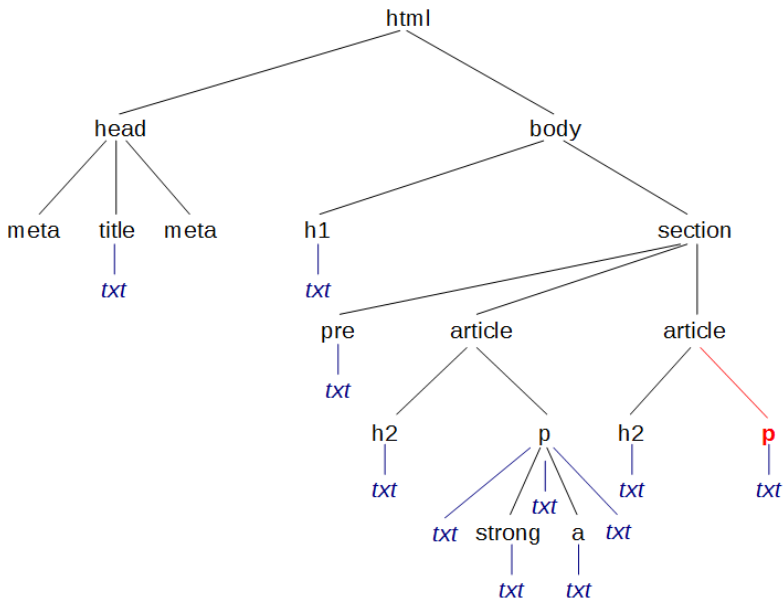 html
head body
meta title meta h1 section
txt txt
pre article article
txt
h2 p h2 p
txt txt txt txt
txt strong a txt
txt txt